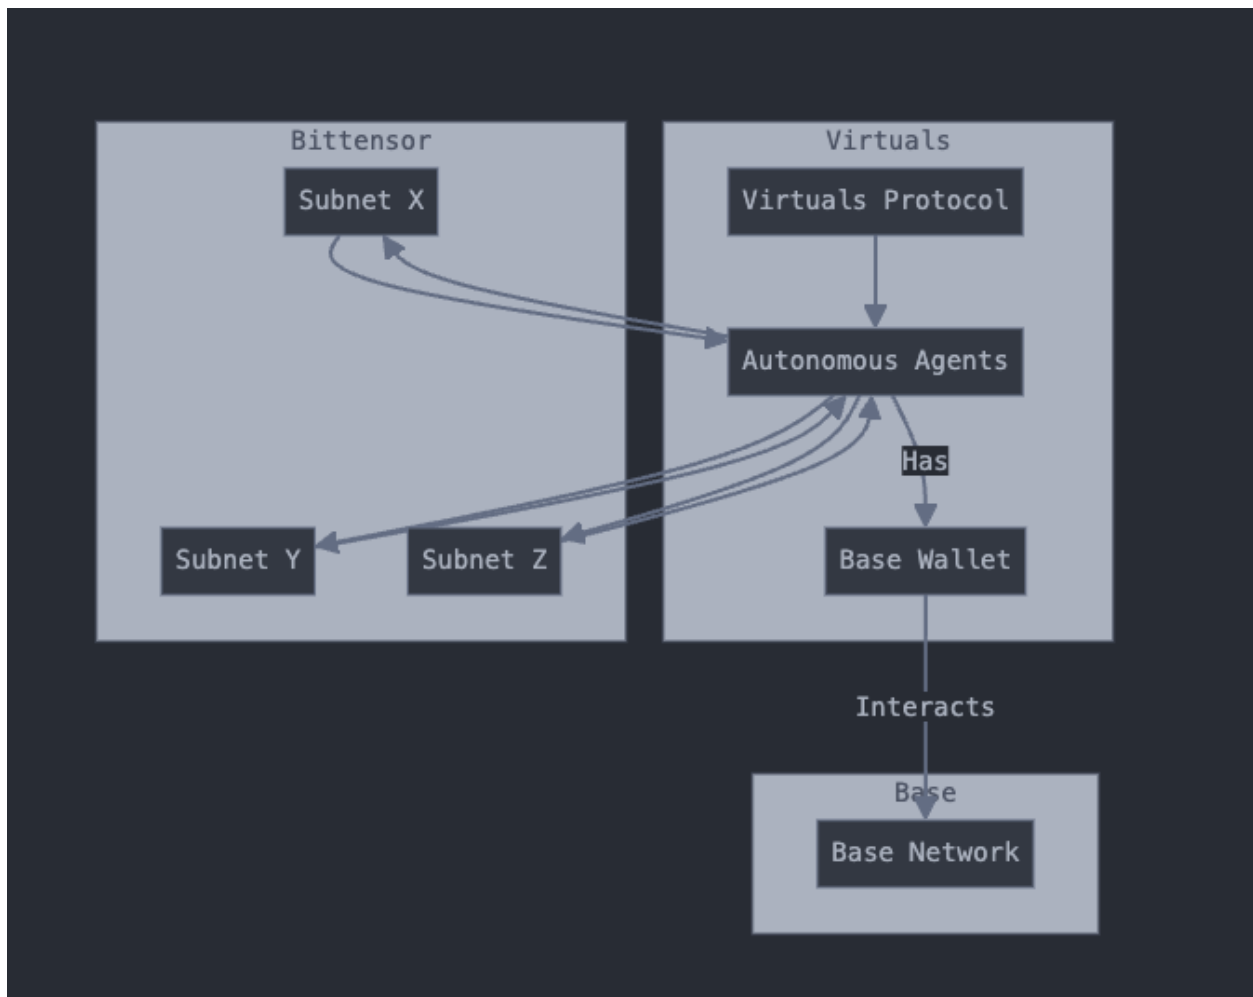 Bittensor
Subnet X
Subnet Y
Subnet Z
Virtuals
Virtuals Protocol
Autonomous Agents
Has
Base Wallet
Interacts
Base
Base Network